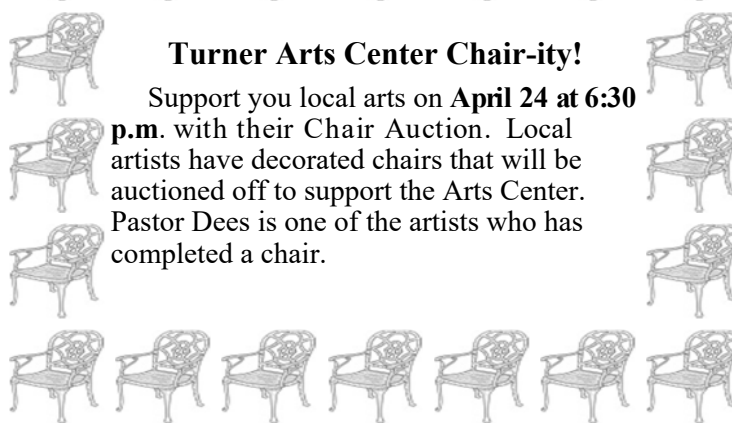 Turner Arts Center Chair-ity!
Support you local arts on April 24 at 6:30
p.m. with their Chair Auction. Local
artists have decorated chairs that will be
auctioned off to support the Arts Center.
Pastor Dees is one of the artists who has
completed a chair.